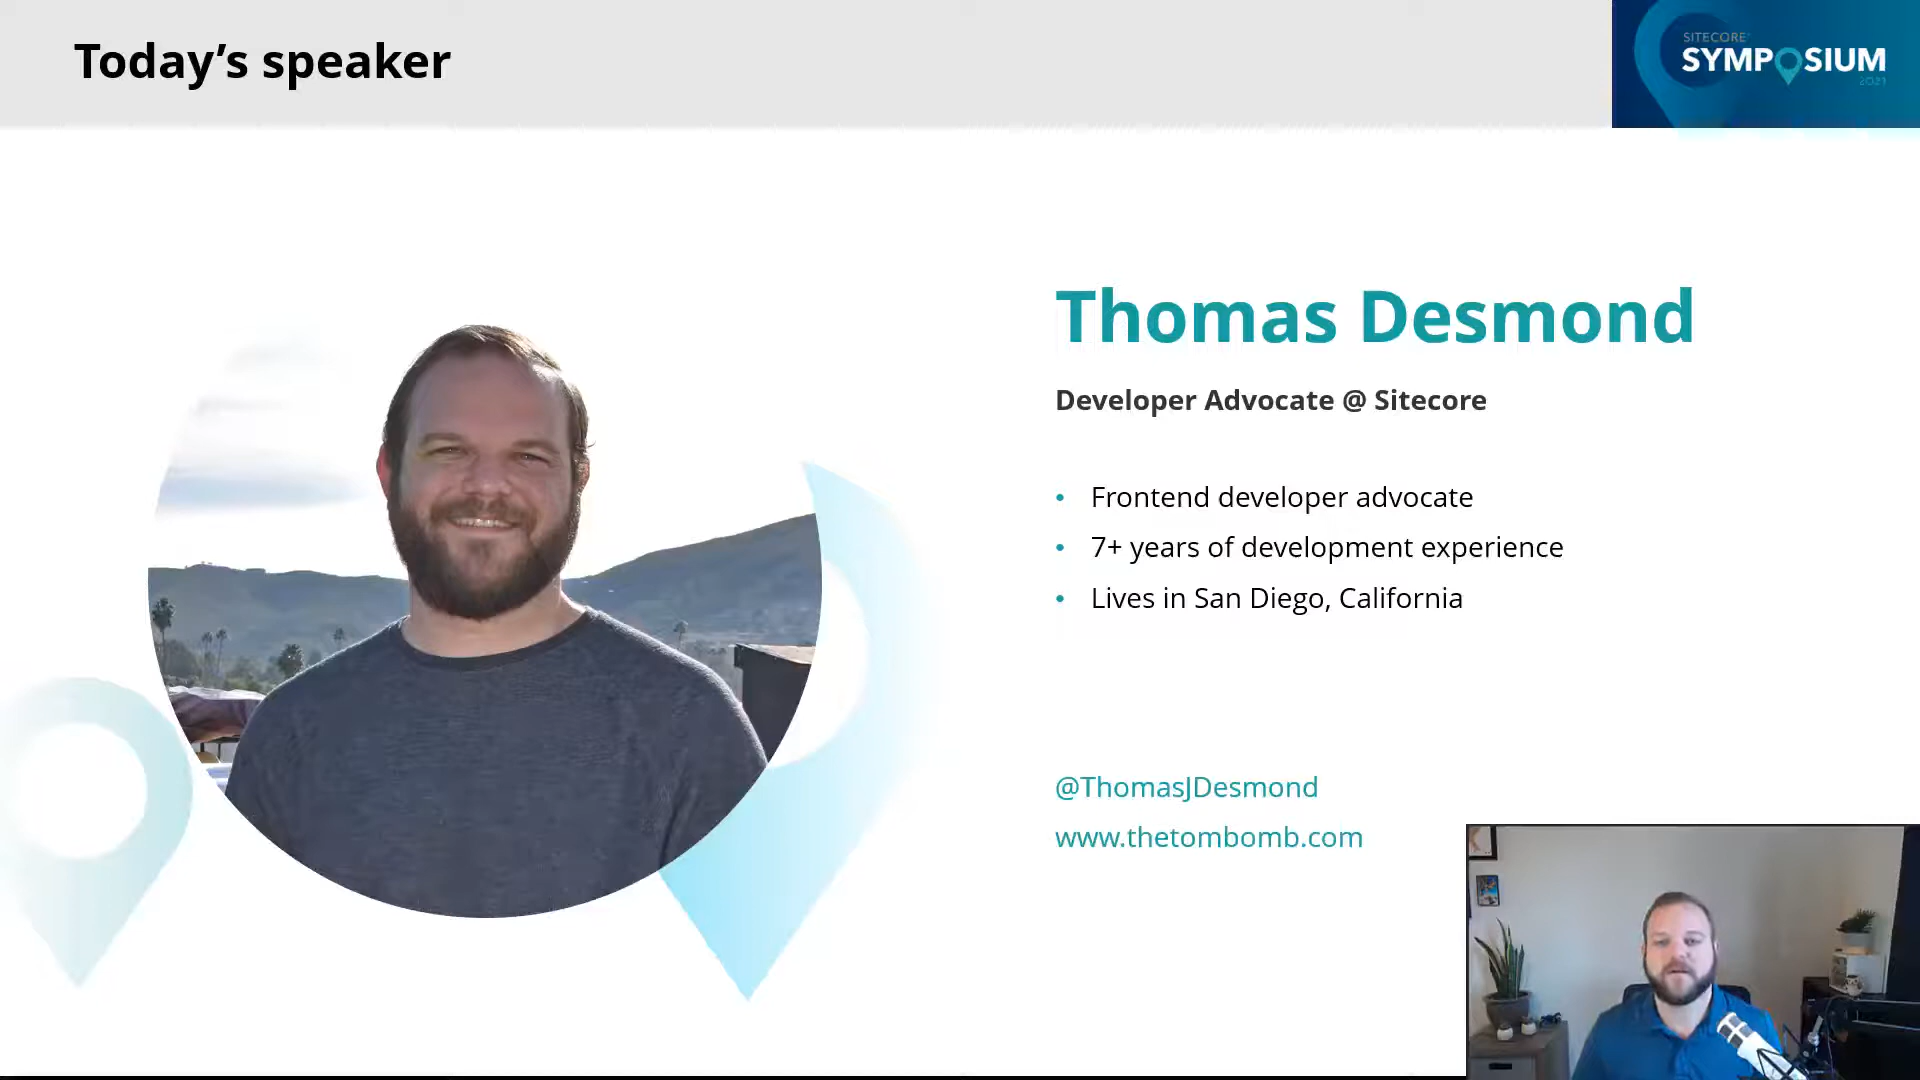 Today’s speaker
SITECORE
SYMPOSIUM
2021
Thomas Desmond
Developer Advocate @ Sitecore
• Frontend developer advocate
• 7+ years of development experience
• Lives in San Diego, California
@ThomasJDesmond
www.thetombomb.com